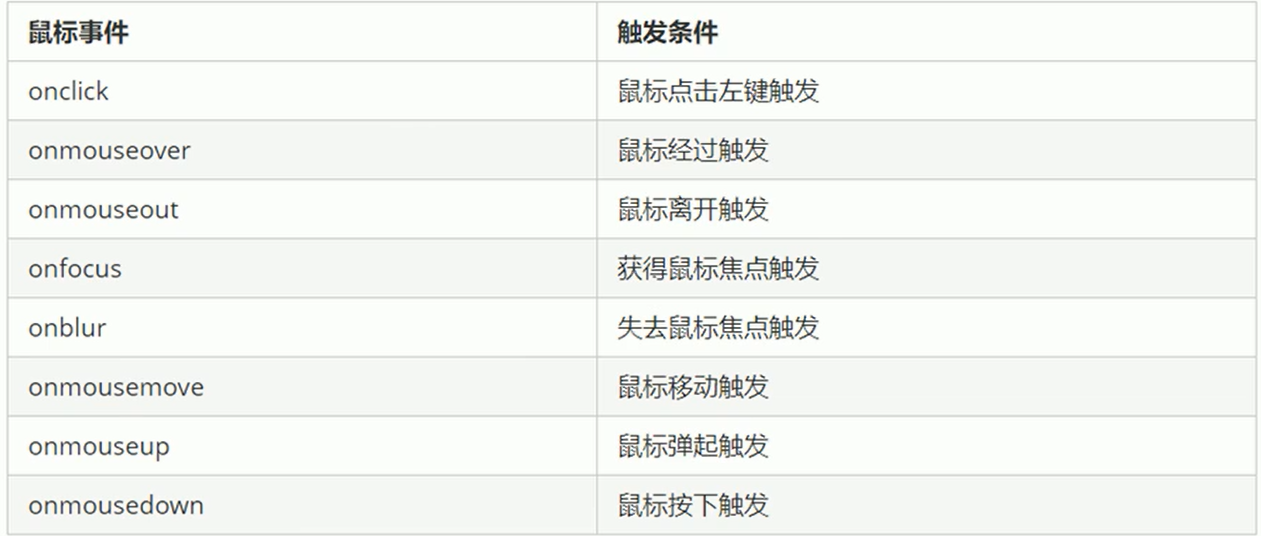 鼠标事件 触发条件
onclick 鼠标点击左键触发
onmouseover 鼠标经过触发
onmouseout 鼠标离开触发
onfocus 获得鼠标焦点触发
onblur 失去鼠标焦点触发
onmousemove 鼠标移动触发
onmouseup 鼠标弹起触发
onmousedown 鼠标按下触发